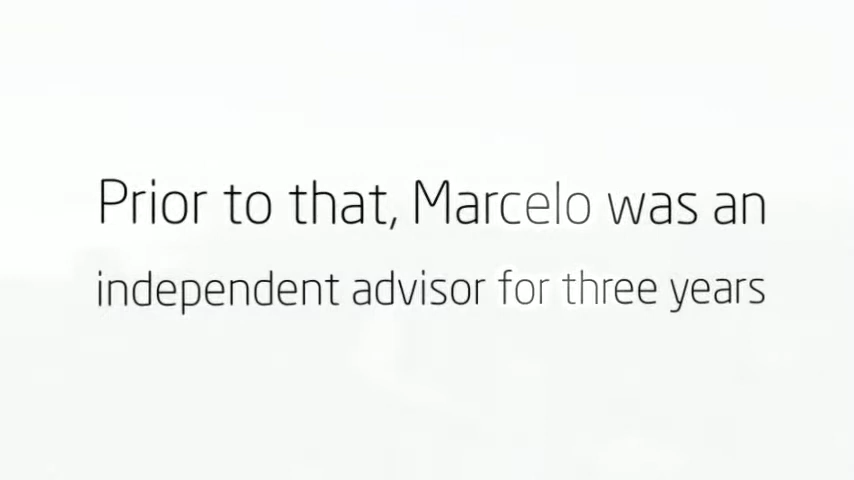 Prior to that, Marcelo was an
independent advisor for three years